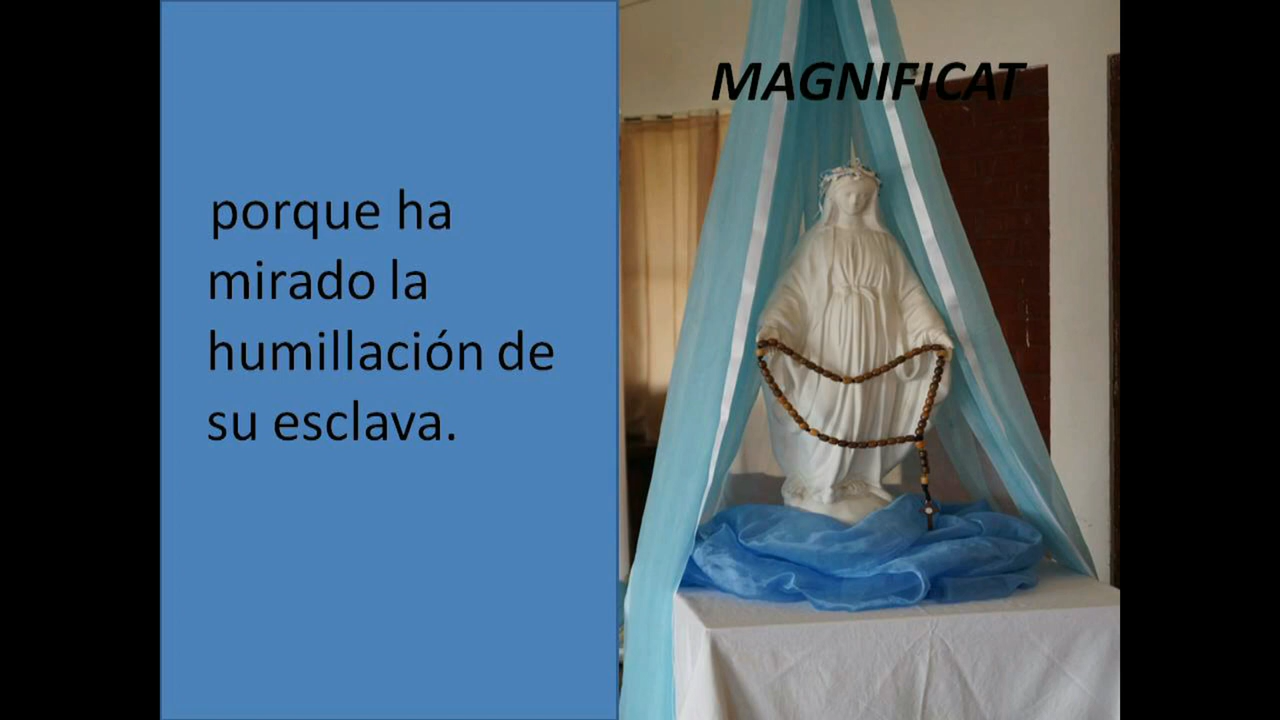 MAGNIFICAT
porque ha
mirado la
humillación de
su esclava.